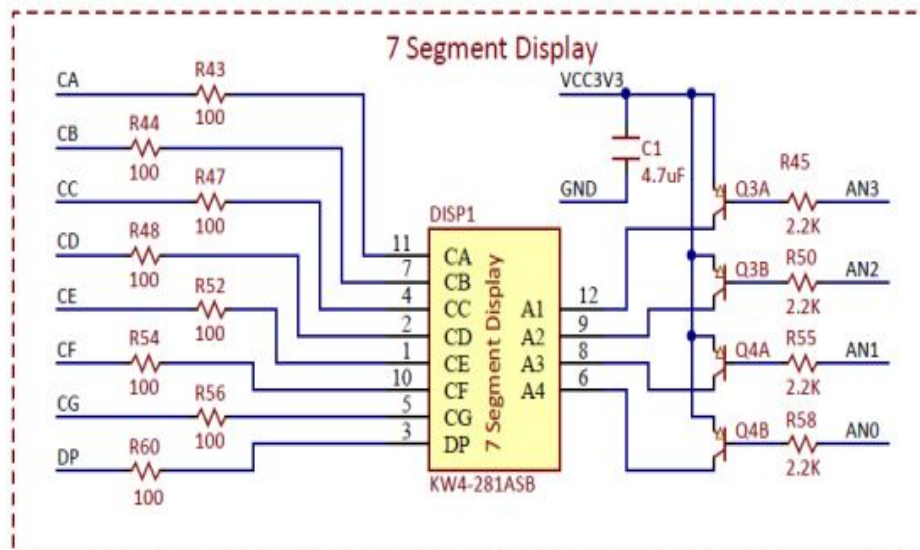 7 Segment Display
CA
R43
100
CB
R44
100
CC
R47
100
CD
R48
100
CE
R52
100
CF
R54
100
CG
R56
100
DP
R60
100
DISP1
11 CA
7 CB
4 CC
2 CD
1 CE
10 CF
5 CG
3 DP
7 Segment Display
A1 12
A2 9
A3 8
A4 6
KW4-281ASB
VCC3V3
C1
4.7uF
GND
R45
Q3A
AN3
2.2K
R50
Q3B
AN2
2.2K
R55
Q4A
AN1
2.2K
R58
Q4B
AN0
2.2K